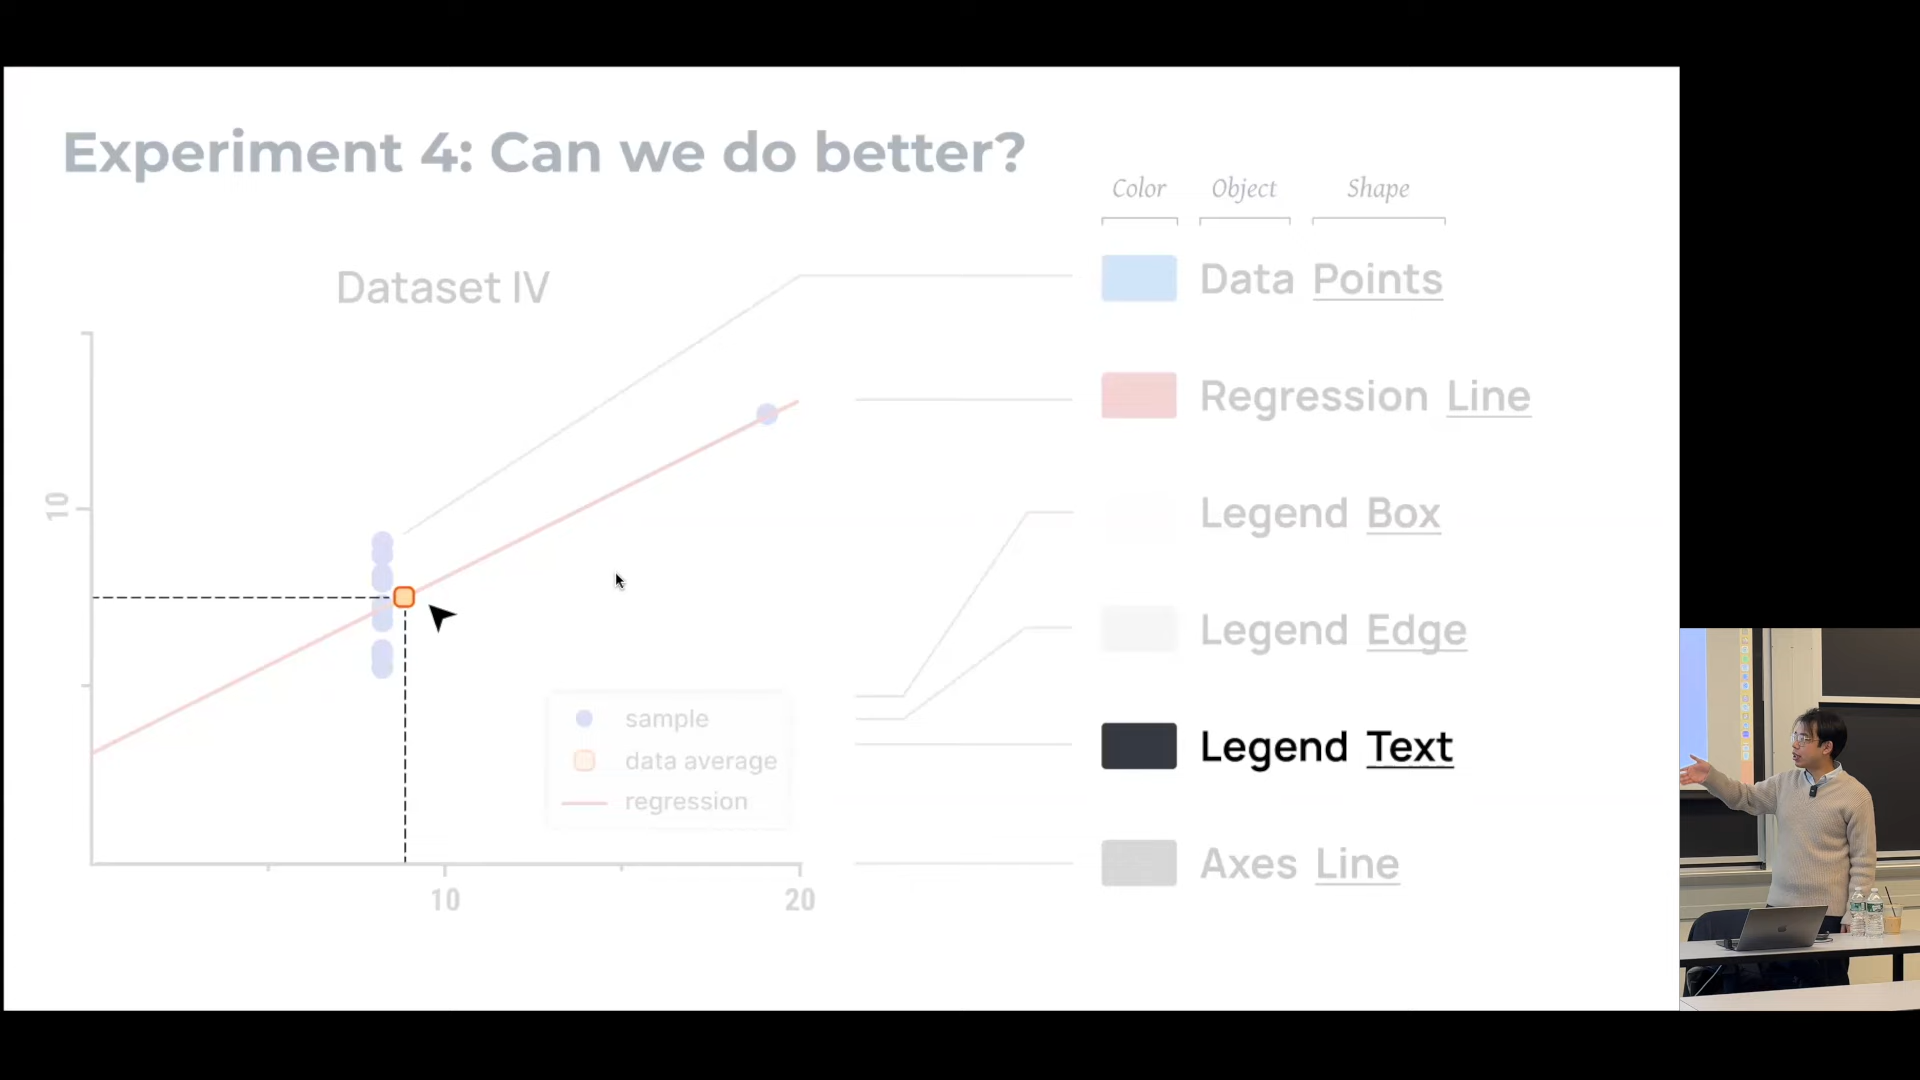 Experiment 4: Can we do better?
Color Object Shape
Dataset IV
Data Points
Regression Line
Legend Box
Legend Edge
Legend Text
Axes Line
10
sample
data average
regression
10
20